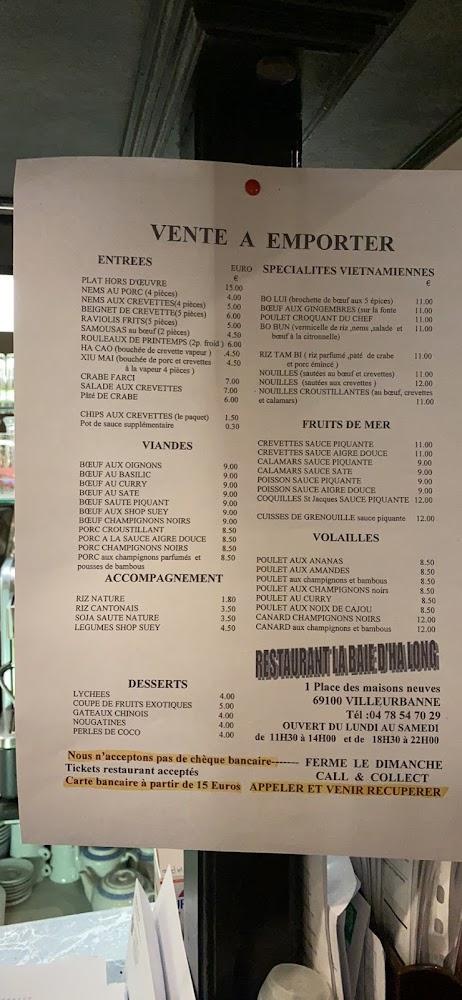 VENTE A EMPORTER
ENTREES
EURO
€
PLAT HORS D'ŒUVRE 15.00
NEMS AU PORC (4 pièces) 4.00
NEMS AUX CREVETTES(4 pièces) 5.00
BEIGNET DE CREVETTE(5 pièces) 6.00
RAVIOLIS FRITS(5 pièces) 5.00
SAMOUSAS au bœuf (2 pièces) 4.50
ROULEAUX DE PRINTEMPS (2p. froid) 6.00
HA CAO (bouchée de crevette vapeur ) .4.50
XIU MAI (bouchée de porc et crevettes 4.50
à la vapeur 4 pièces )
CRABE FARCI 7.00
SALADE AUX CREVETTES 7.00
Pâté DE CRABE 6.00
CHIPS AUX CREVETTES (le paquet) 1.50
Pot de sauce supplémentaire 0.30
VIANDES
BŒUF AUX OIGNONS 9.00
BŒUF AU BASILIC 9.00
BŒUF AU CURRY 9.00
BŒUF AU SATE 9.00
BŒUF SAUTE PIQUANT 9.00
BŒUF AUX SHOP SUEY 9.00
BŒUF CHAMPIGNONS NOIRS 9.00
PORC CROUSTILLANT 8.50
PORC A LA SAUCE AIGRE DOUCE 8.50
PORC CHAMPIGNONS NOIRS 8.50
PORC aux champignons parfumés et 8.50
pousses de bambous
ACCOMPAGNEMENT
RIZ NATURE 1.80
RIZ CANTONAIS 3.50
SOJA SAUTE NATURE 3.50
LEGUMES SHOP SUEY 4.50
DESSERTS
LYCHEES 4.00
COUPE DE FRUITS EXOTIQUES 5.00
GATEAUX CHINOIS 4.00
NOUGATINES 4.00
PERLES DE COCO 4.00
SPECIALITES VIETNAMIENNES
€
BO LUI (brochette de bœuf aux 5 épices) 11.00
BŒUF AUX GINGEMBRES (sur la fonte 11.00
POULET CROQUANT DU CHEF 11.00
BO BUN (vermicelle de riz ,nems ,salade et 11.00
bœuf à la citronnelle)
RIZ TAM BI ( riz parfumé ,pâté de crabe 11.00
et porc émincé )
NOUILLES (sautées au bœuf et crevettes) 11.00
NOUILLES (sautées aux crevettes ) 12.00
NOUILLES CROUSTILLANTES (au bœuf, crevettes
et calamars) 11.00
FRUITS DE MER
CREVETTES SAUCE PIQUANTE 11.00
CREVETTES SAUCE AIGRE DOUCE 11.00
CALAMARS SAUCE PIQUANTE 9.00
CALAMARS SAUCE SATE 9.00
POISSON SAUCE PIQUANTE 9.00
POISSON SAUCE AIGRE DOUCE 9.00
COQUILLES St Jacques SAUCE PIQUANTE 12.00
CUISSES DE GRENOUILLE sauce piquante 12.00
VOLAILLES
POULET AUX ANANAS 8.50
POULET AUX AMANDES 8.50
POULET aux champignons et bambous 8.50
POULET AUX CHAMPIGNONS noirs 8.50
POULET AU CURRY 8.50
POULET AUX NOIX DE CAJOU 8.50
CANARD CHAMPIGNONS NOIRS 12.00
CANARD aux champignons et bambous 12.00
RESTAURANT LA BAIE D'HA LONG
1 Place des maisons neuves
69100 VILLEURBANNE
Tél :04 78 54 70 29
OUVERT DU LUNDI AU SAMEDI
de 11H30 à 14H00 et de 18H30 à 22H00
Nous n'acceptons pas de chèque bancaire------- FERME LE DIMANCHE
Tickets restaurant acceptés CALL & COLLECT
Carte bancaire à partir de 15 Euros APPELER ET VENIR RECUPERER